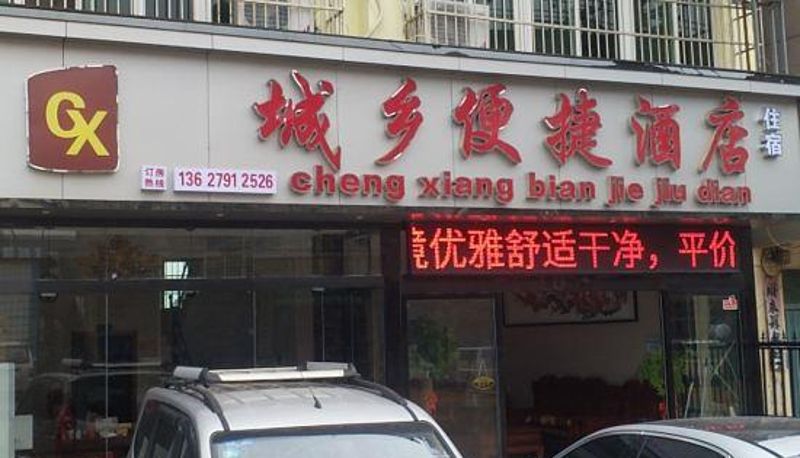 GX
城乡便捷酒店
住宿
订房
热线
136 2791 2526
cheng xiang bian jie jiu dian
竟优雅舒适干净，平价